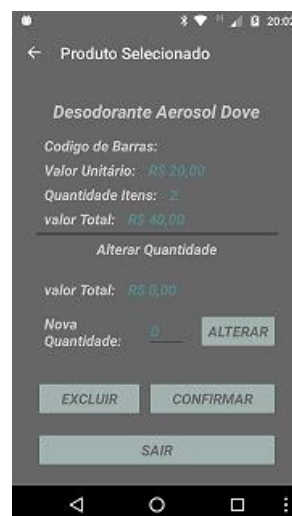 20:02
← Produto Selecionado
Desodorante Aerosol Dove
Codigo de Barras:
Valor Unitário: R$ 20,00
Quantidade Itens: 2
valor Total: R$ 40,00
Alterar Quantidade
valor Total: R$ 0,00
Nova
Quantidade: 0 ALTERAR
EXCLUIR CONFIRMAR
SAIR